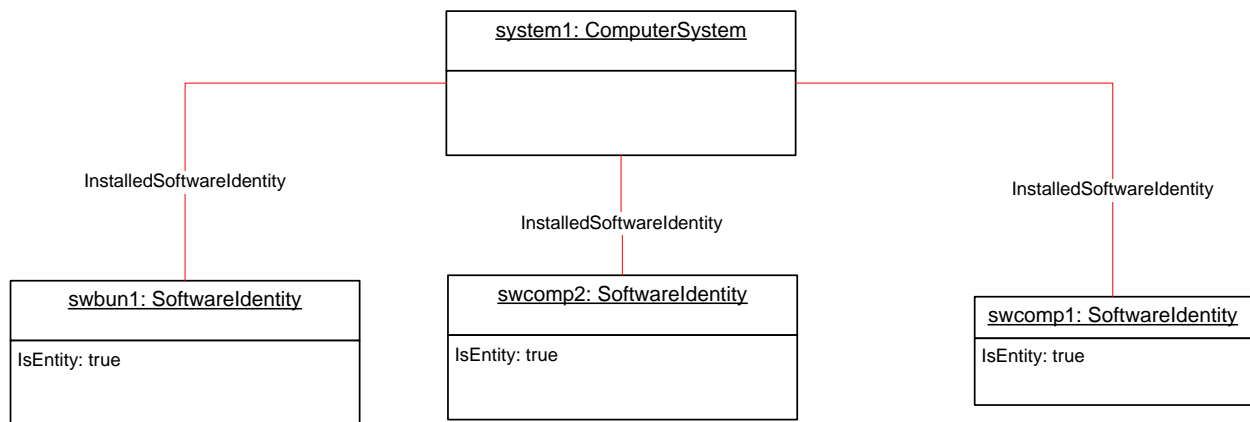 system1: ComputerSystem
InstalledSoftwareIdentity
InstalledSoftwareIdentity
InstalledSoftwareIdentity
swbun1: SoftwareIdentity
IsEntity: true
swcomp2: SoftwareIdentity
IsEntity: true
swcomp1: SoftwareIdentity
IsEntity: true